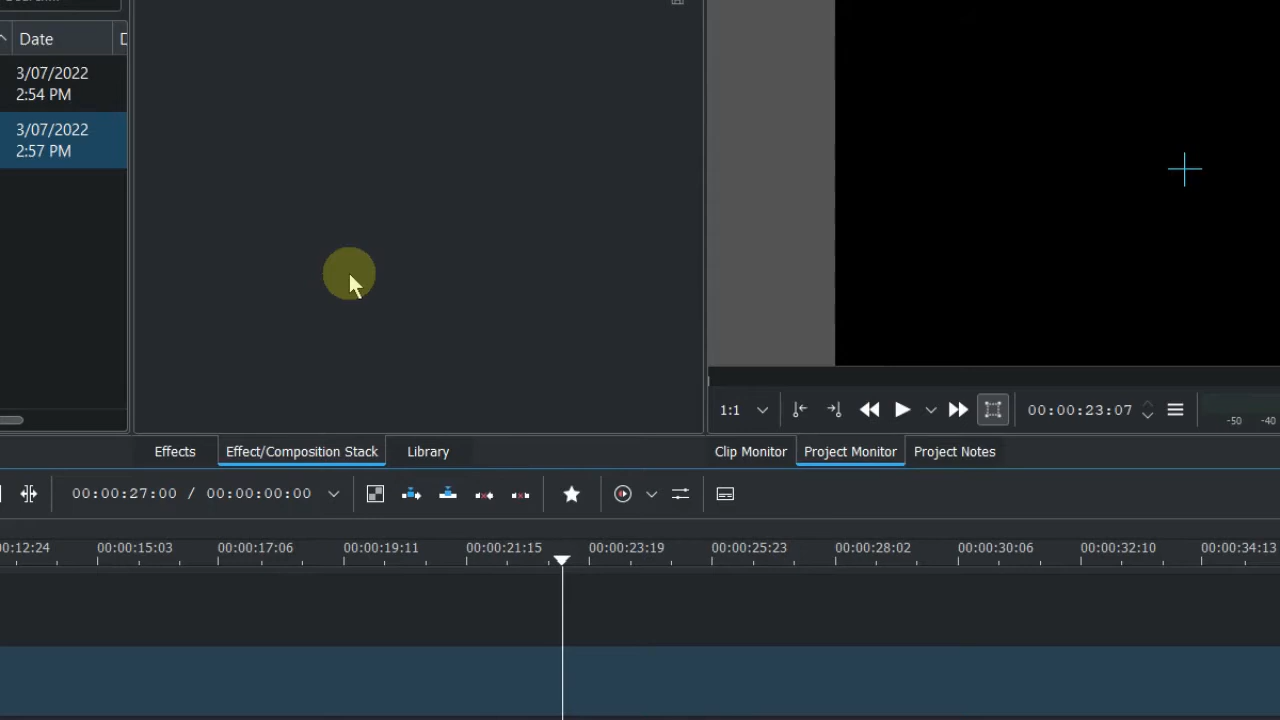 Date
3/07/2022
2:54 PM
3/07/2022
2:57 PM
1:1
00:00:23:07
-50 -40
Effects Effect/Composition Stack Library
Clip Monitor Project Monitor Project Notes
00:00:27:00 / 00:00:00:00
00:12:24 00:00:15:03 00:00:17:06 00:00:19:11 00:00:21:15 00:00:23:19 00:00:25:23 00:00:28:02 00:00:30:06 00:00:32:10 00:00:34:13